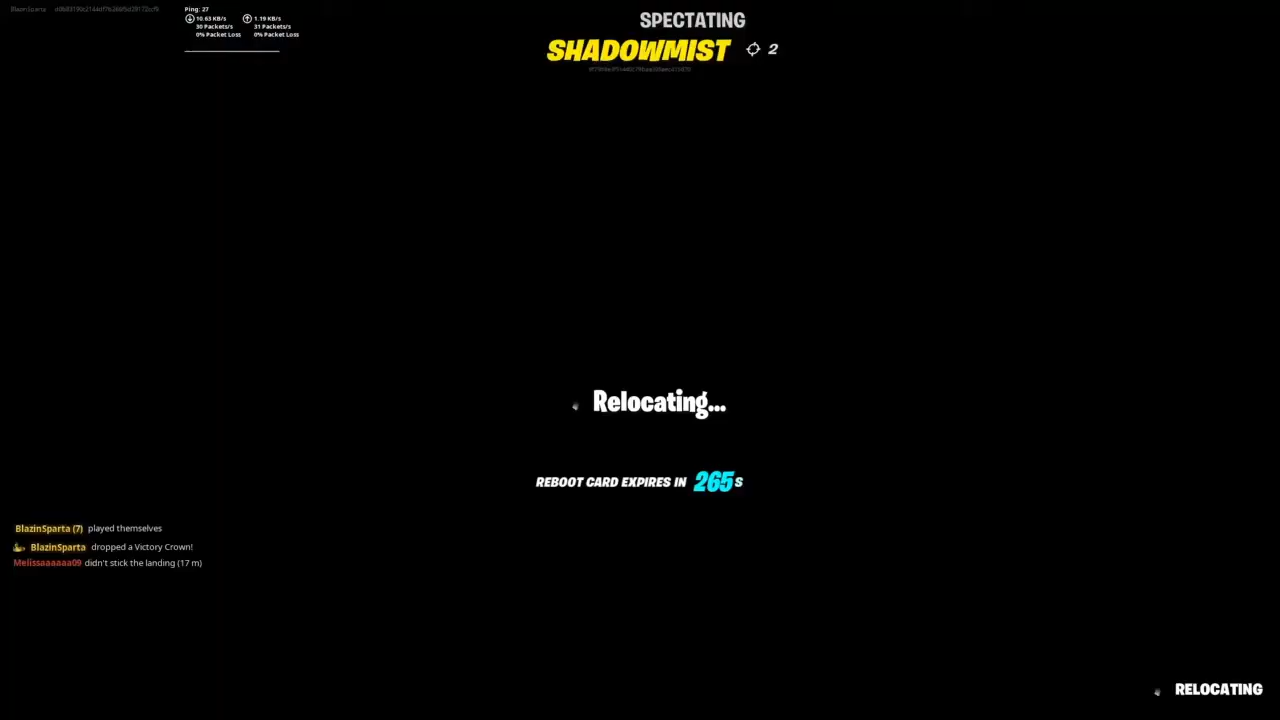 BlazinSparta
Ping: 27
10.63 KB/s 1.19 KB/s
30 Packets/s 31 Packets/s
0% Packet Loss 0% Packet Loss
SPECTATING
SHADOWMIST 2
Relocating...
REBOOT CARD EXPIRES IN 265 S
BlazinSparta (7) played themselves
BlazinSparta dropped a Victory Crown!
Melissaaaaaa09 didn't stick the landing (17 m)
RELOCATING